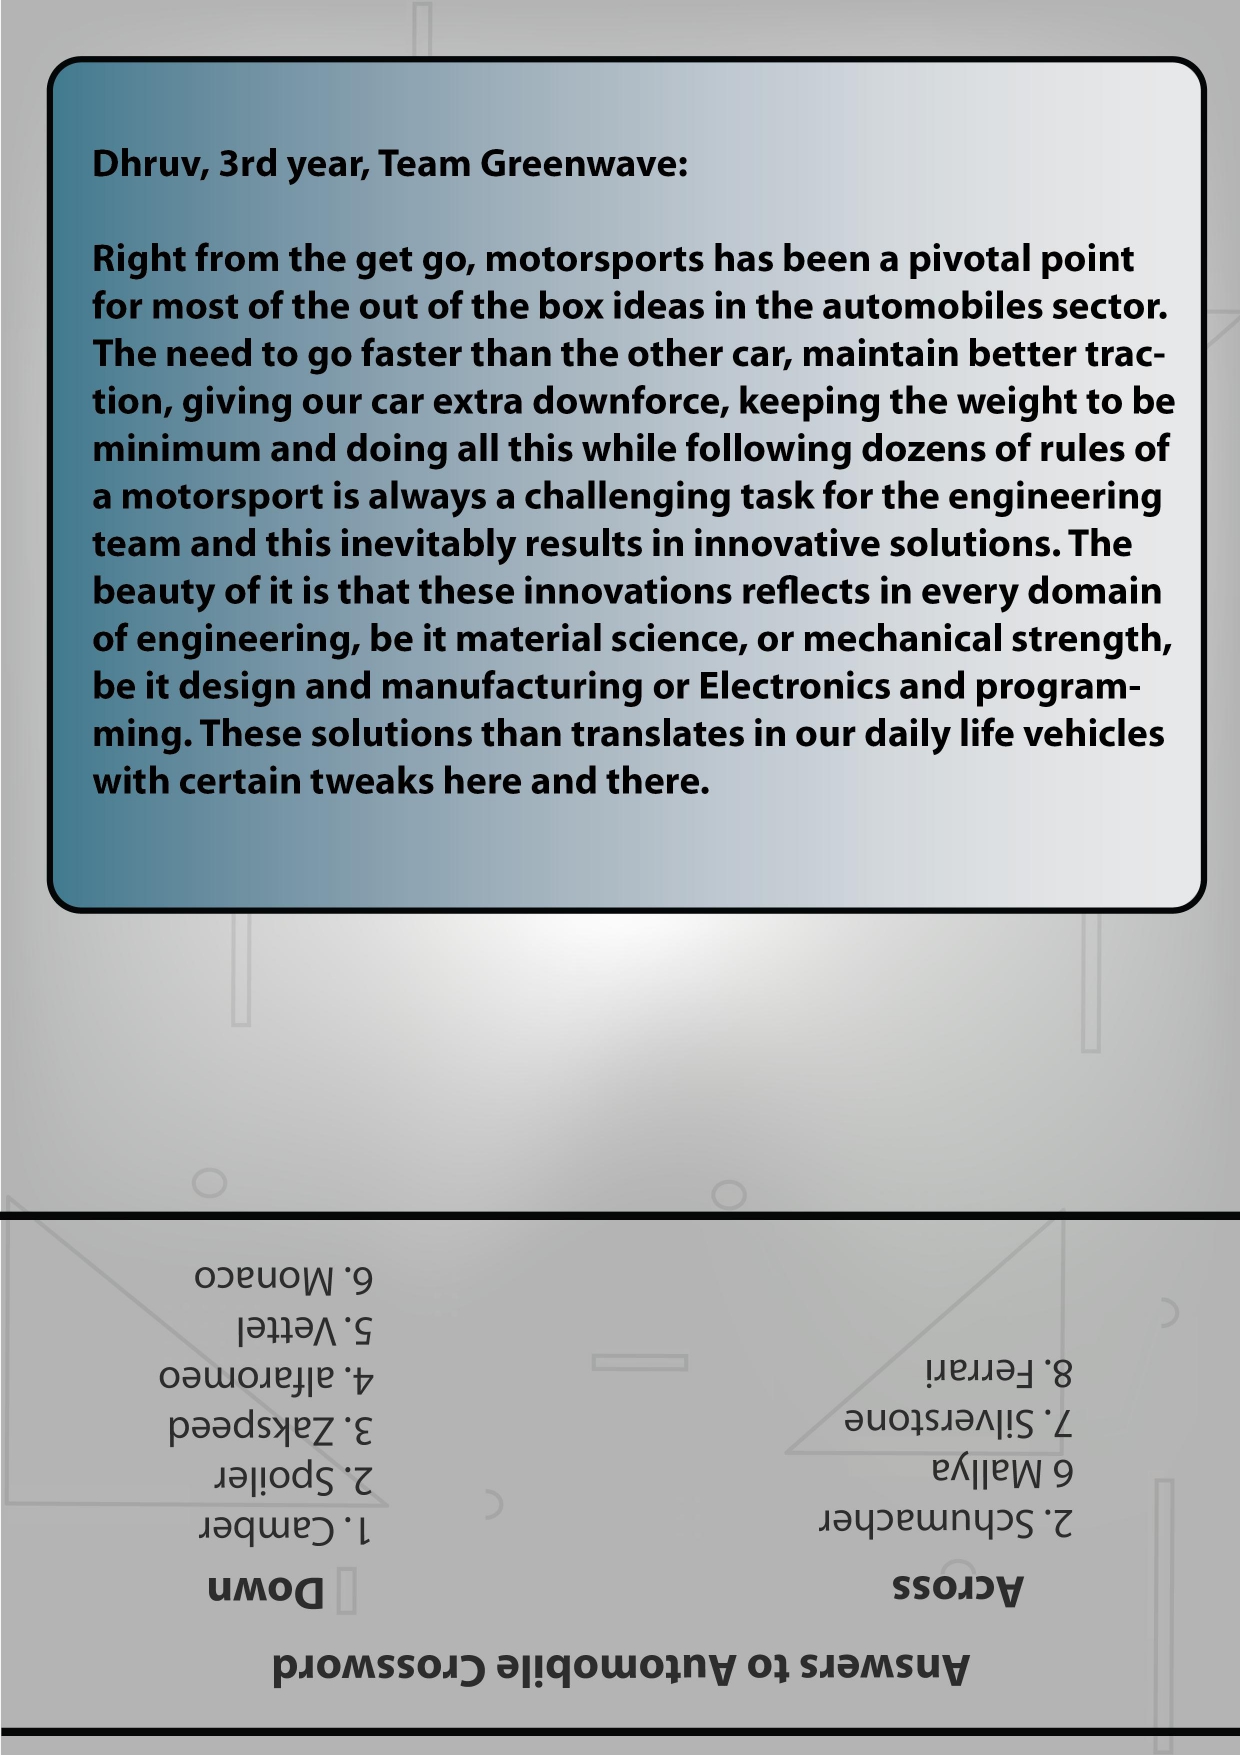 Dhruv, 3rd year, Team Greenwave:
Right from the get go, motorsports has been a pivotal point
for most of the out of the box ideas in the automobiles sector.
The need to go faster than the other car, maintain better trac-
tion, giving our car extra downforce, keeping the weight to be
minimum and doing all this while following dozens of rules of
a motorsport is always a challenging task for the engineering
team and this inevitably results in innovative solutions. The
beauty of it is that these innovations reflects in every domain
of engineering, be it material science, or mechanical strength,
be it design and manufacturing or Electronics and program-
ming. These solutions than translates in our daily life vehicles
with certain tweaks here and there.
Answers to Automobile Crossword
Across
2. Schumacher
6 Mallya
7. Silverstone
8. Ferrari
Down
1. Camber
2. Spoiler
3. Zakspeed
4. alfaromeo
5. Vettel
6. Monaco